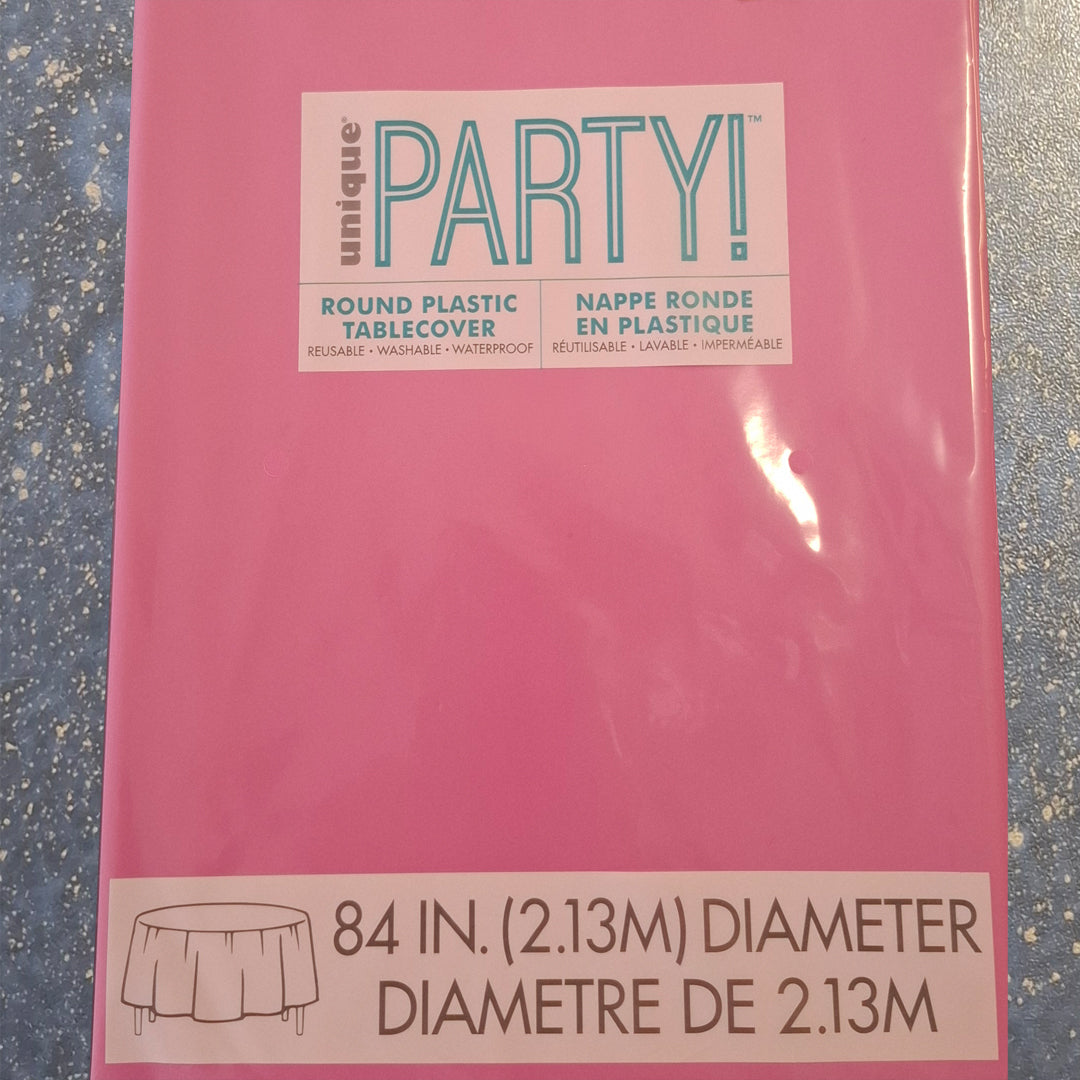 unique®
PARTY!™
ROUND PLASTIC
TABLECOVER
REUSABLE • WASHABLE • WATERPROOF
NAPPE RONDE
EN PLASTIQUE
RÉUTILISABLE • LAVABLE • IMPERMÉABLE
84 IN. (2.13M) DIAMETER
DIAMETRE DE 2.13M